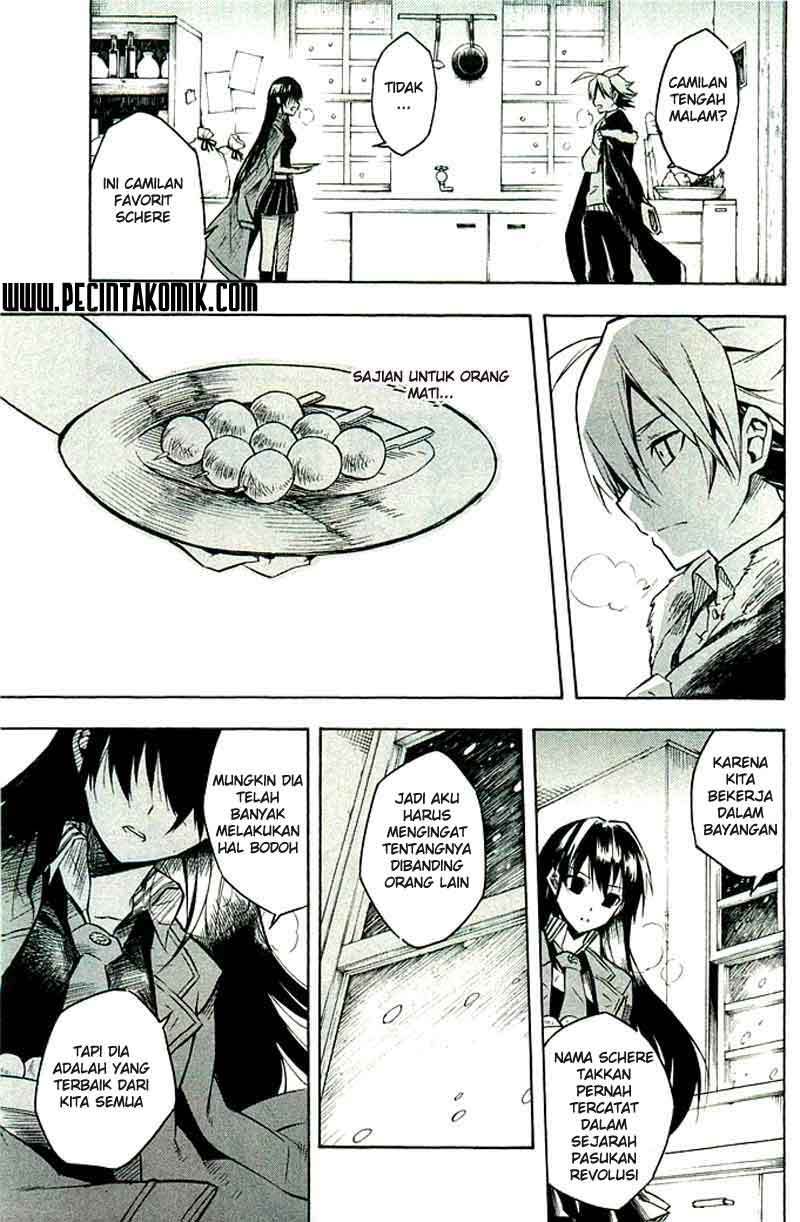 CAMILAN
TENGAH
MALAM?
TIDAK
...
INI CAMILAN
FAVORIT
SCHERE
WWW.PECINTAKOMIK.COM
SAJIAN UNTUK ORANG
MATI...
KARENA
KITA
BEKERJA
DALAM
BAYANGAN
NAMA SCHERE
TAKKAN
PERNAH
TERCATAT
DALAM
SEJARAH
PASUKAN
REVOLUSI
JADI AKU
HARUS
MENGINGAT
TENTANGNYA
DIBANDING
ORANG LAIN
MUNGKIN DIA
TELAH
BANYAK
MELAKUKAN
HAL BODOH
TAPI DIA
ADALAH YANG
TERBAIK DARI
KITA SEMUA